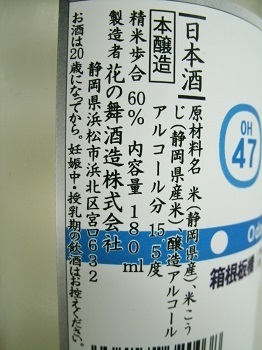 日本酒
本醸造
原材料名 米(静岡県産)、米こう
じ(静岡県産米)、醸造アルコール
アルコール分15.5度
精米歩合 60% 内容量180ml
製造者 花の舞酒造株式会社
静岡県浜松市浜北区宮口632
お酒は20歳になってから。妊娠中・授乳期の飲酒はお控えください。
OH
47
箱根板橋